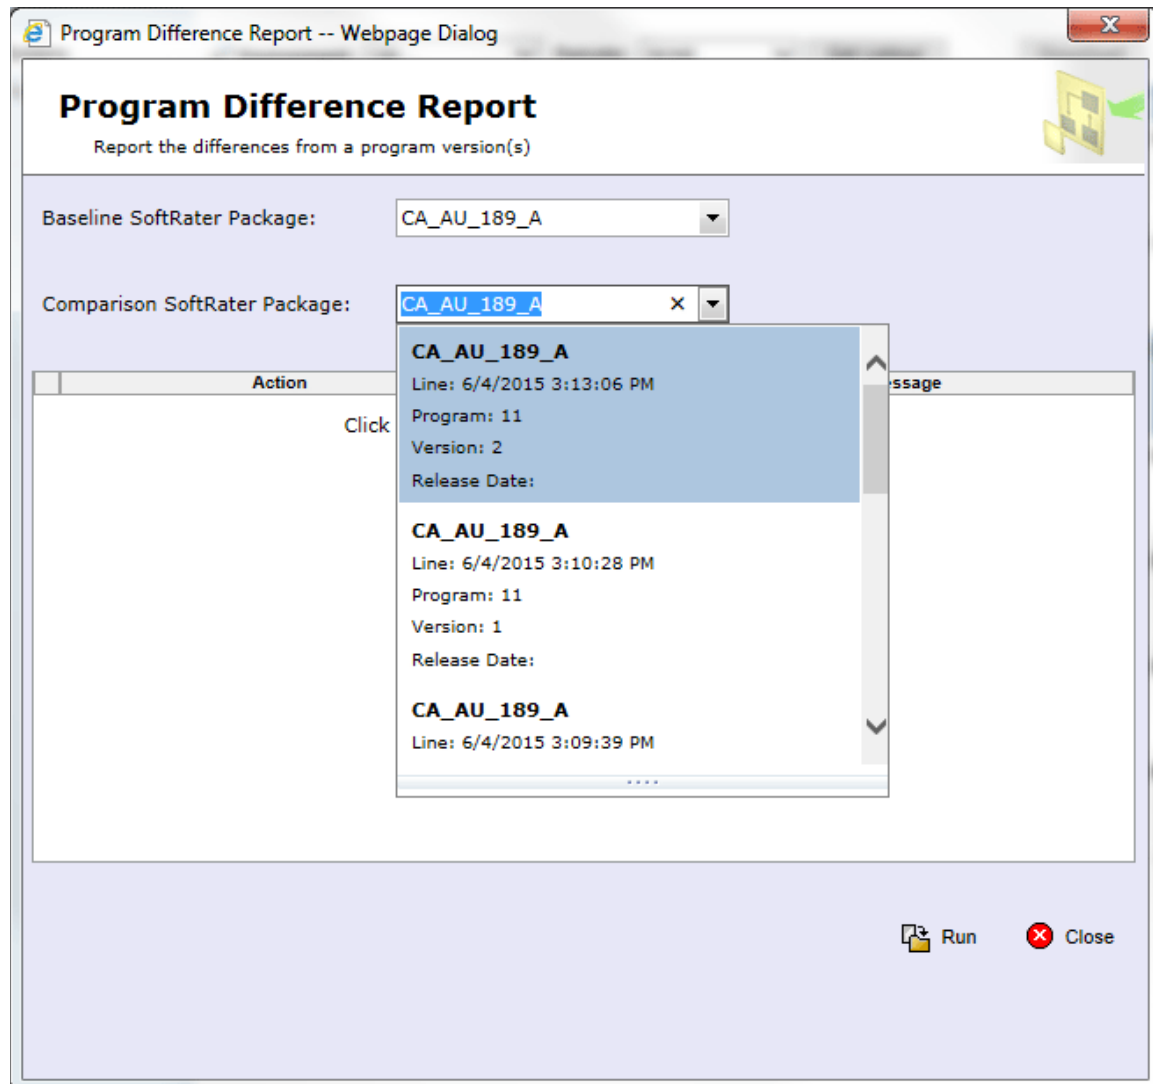 Program Difference Report -- Webpage Dialog
Program Difference Report
Report the differences from a program version(s)
Baseline SoftRater Package:
CA_AU_189_A
Comparison SoftRater Package:
CA_AU_189_A
CA_AU_189_A
Line: 6/4/2015 3:13:06 PM
Program: 11
Version: 2
Release Date:
CA_AU_189_A
Line: 6/4/2015 3:10:28 PM
Program: 11
Version: 1
Release Date:
CA_AU_189_A
Line: 6/4/2015 3:09:39 PM
Action
ssage
Click
Run
Close